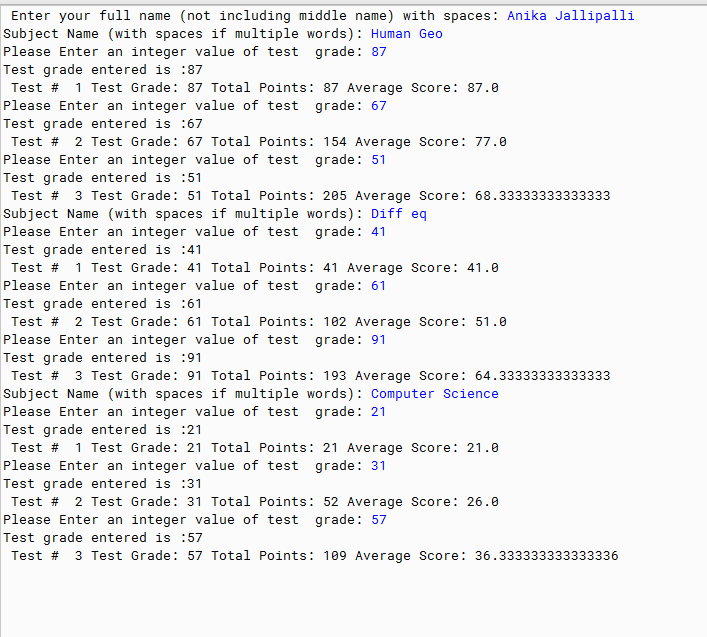 Enter your full name (not including middle name) with spaces: Anika Jallipalli
Subject Name (with spaces if multiple words): Human Geo
Please Enter an integer value of test  grade: 87
Test grade entered is :87
 Test #  1 Test Grade: 87 Total Points: 87 Average Score: 87.0
Please Enter an integer value of test  grade: 67
Test grade entered is :67
 Test #  2 Test Grade: 67 Total Points: 154 Average Score: 77.0
Please Enter an integer value of test  grade: 51
Test grade entered is :51
 Test #  3 Test Grade: 51 Total Points: 205 Average Score: 68.33333333333333
Subject Name (with spaces if multiple words): Diff eq
Please Enter an integer value of test  grade: 41
Test grade entered is :41
 Test #  1 Test Grade: 41 Total Points: 41 Average Score: 41.0
Please Enter an integer value of test  grade: 61
Test grade entered is :61
 Test #  2 Test Grade: 61 Total Points: 102 Average Score: 51.0
Please Enter an integer value of test  grade: 91
Test grade entered is :91
 Test #  3 Test Grade: 91 Total Points: 193 Average Score: 64.33333333333333
Subject Name (with spaces if multiple words): Computer Science
Please Enter an integer value of test  grade: 21
Test grade entered is :21
 Test #  1 Test Grade: 21 Total Points: 21 Average Score: 21.0
Please Enter an integer value of test  grade: 31
Test grade entered is :31
 Test #  2 Test Grade: 31 Total Points: 52 Average Score: 26.0
Please Enter an integer value of test  grade: 57
Test grade entered is :57
 Test #  3 Test Grade: 57 Total Points: 109 Average Score: 36.333333333333336